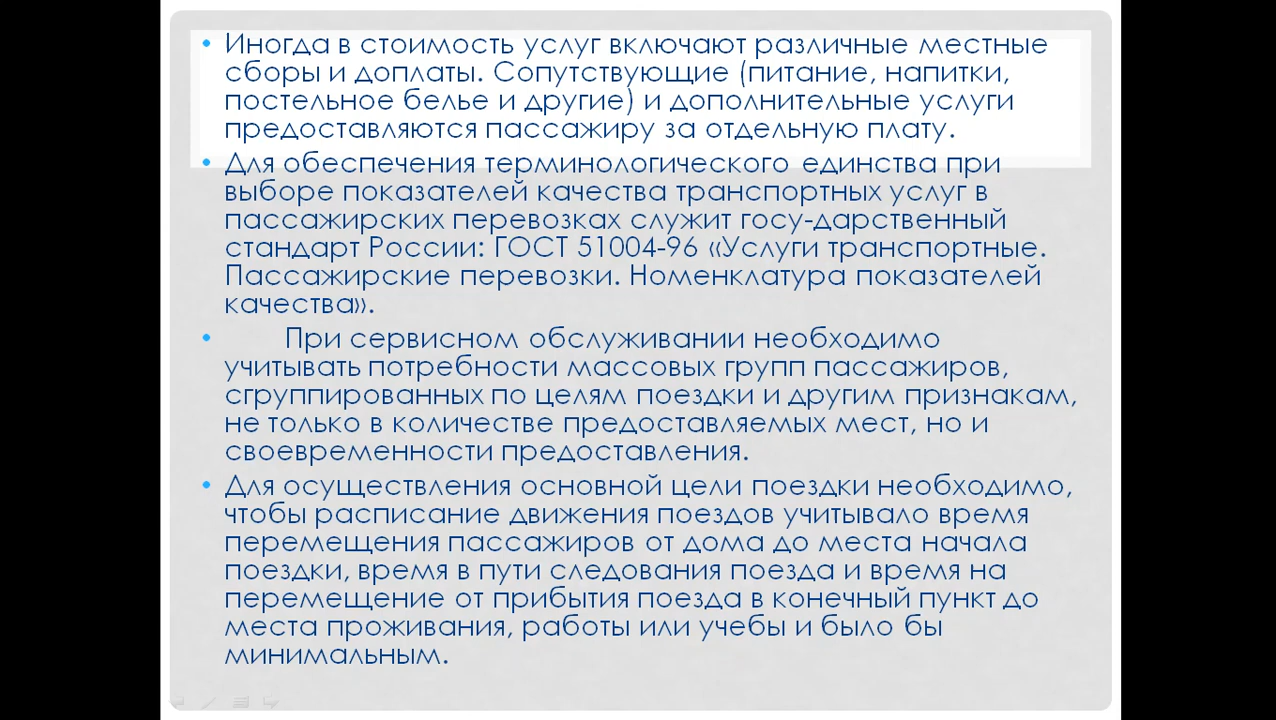 • Иногда в стоимость услуг включают различные местные
сборы и доплаты. Сопутствующие (питание, напитки,
постельное белье и другие) и дополнительные услуги
предоставляются пассажиру за отдельную плату.
• Для обеспечения терминологического единства при
выборе показателей качества транспортных услуг в
пассажирских перевозках служит госу-дарственный
стандарт России: ГОСТ 51004-96 «Услуги транспортные.
Пассажирские перевозки. Номенклатура показателей
качества».
• При сервисном обслуживании необходимо
учитывать потребности массовых групп пассажиров,
сгруппированных по целям поездки и другим признакам,
не только в количестве предоставляемых мест, но и
своевременности предоставления.
• Для осуществления основной цели поездки необходимо,
чтобы расписание движения поездов учитывало время
перемещения пассажиров от дома до места начала
поездки, время в пути следования поезда и время на
перемещение от прибытия поезда в конечный пункт до
места проживания, работы или учебы и было бы
минимальным.